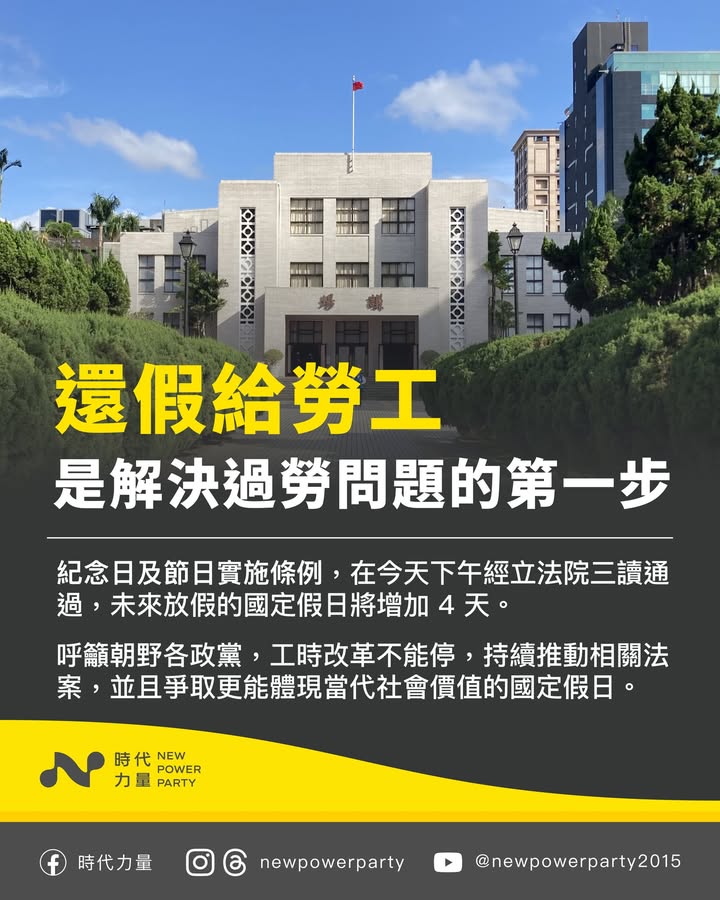 場議
還假給勞工
是解決過勞問題的第一步
紀念日及節日實施條例，在今天下午經立法院三讀通
過，未來放假的國定假日將增加 4 天。
呼籲朝野各政黨，工時改革不能停，持續推動相關法
案，並且爭取更能體現當代社會價值的國定假日。
時代 NEW
力量 POWER
PARTY
時代力量 newpowerparty @newpowerparty2015